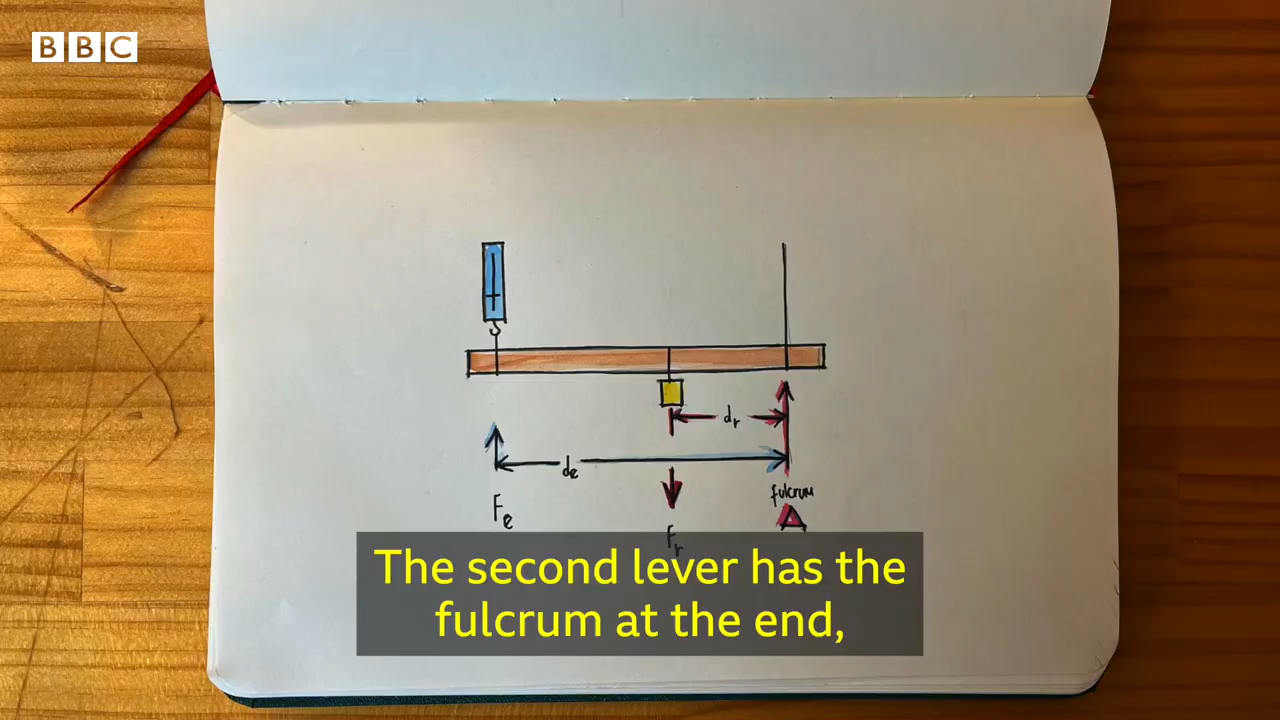 BBC
dr
de
Fe
fulcrum
Fr
The second lever has the
fulcrum at the end,